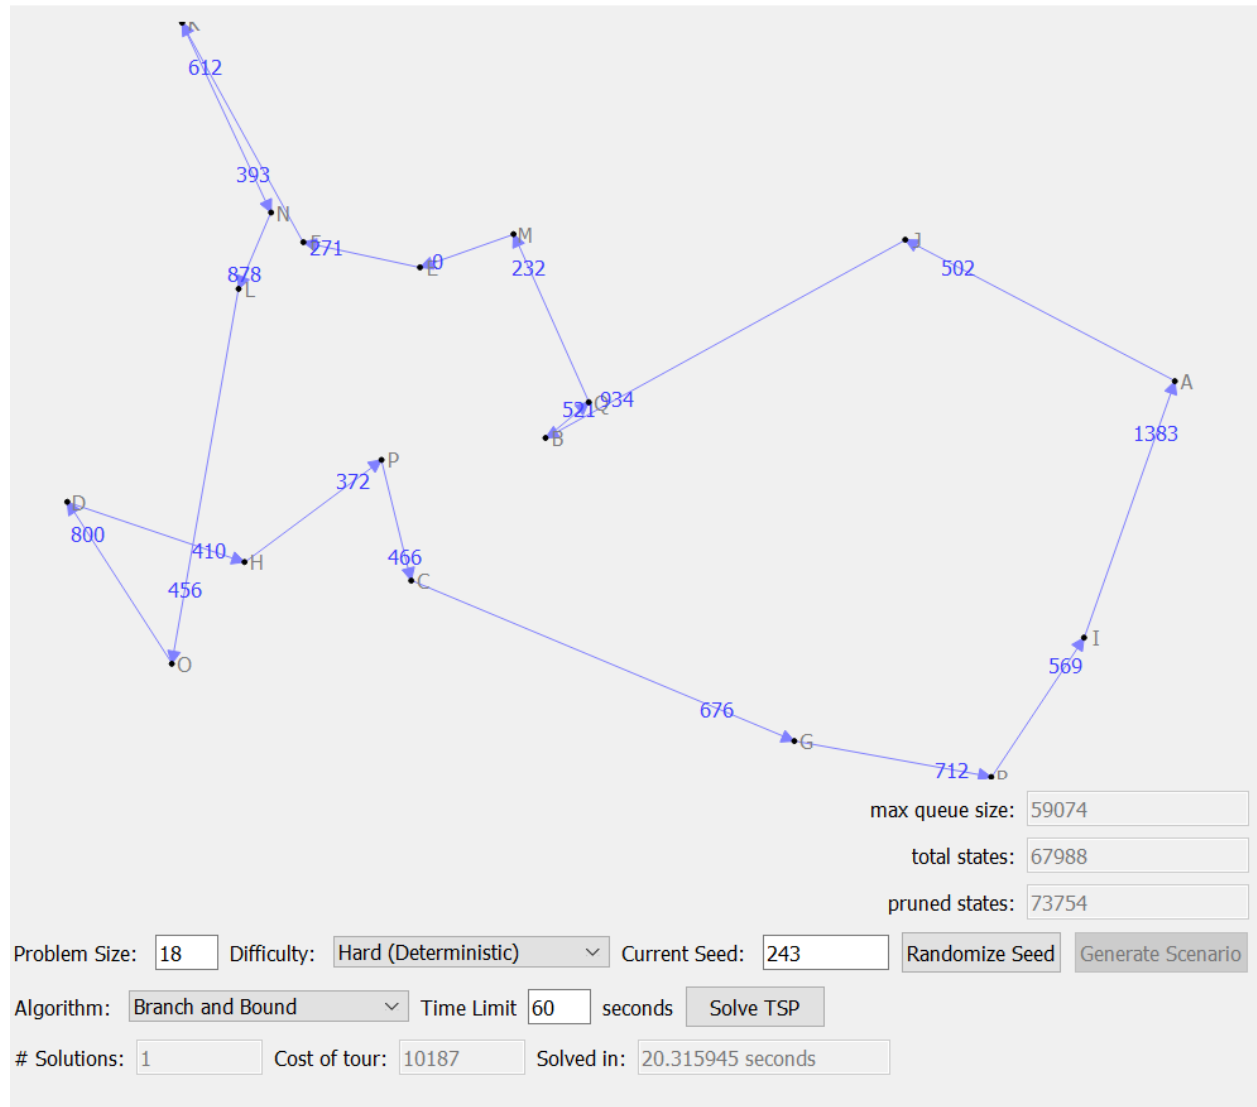 612
393
N
271
878
L
0
M
232
J
502
A
1383
934
521
Q
B
P
372
D
800
410
H
466
C
456
O
I
569
676
G
712
max queue size: 59074
total states: 67988
pruned states: 73754
Problem Size: 18 Difficulty: Hard (Deterministic) Current Seed: 243 Randomize Seed Generate Scenario
Algorithm: Branch and Bound Time Limit 60 seconds Solve TSP
# Solutions: 1 Cost of tour: 10187 Solved in: 20.315945 seconds